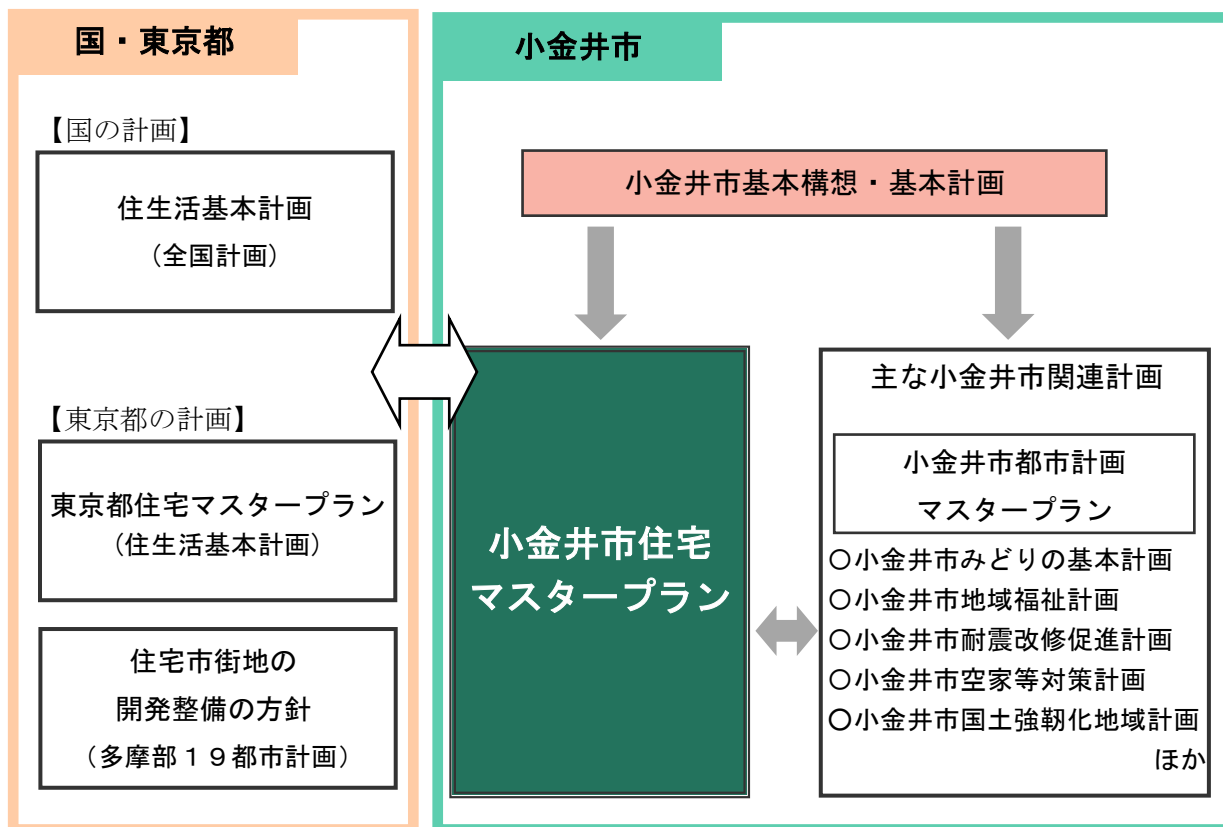 国・東京都
【国の計画】
住生活基本計画
（全国計画）
【東京都の計画】
東京都住宅マスタープラン
（住生活基本計画）
住宅市街地の
開発整備の方針
（多摩部１９都市計画）
小金井市
小金井市基本構想・基本計画
小金井市住宅
マスタープラン
主な小金井市関連計画
小金井市都市計画
マスタープラン
○小金井市みどりの基本計画
○小金井市地域福祉計画
○小金井市耐震改修促進計画
○小金井市空家等対策計画
○小金井市国土強靭化地域計画
ほか